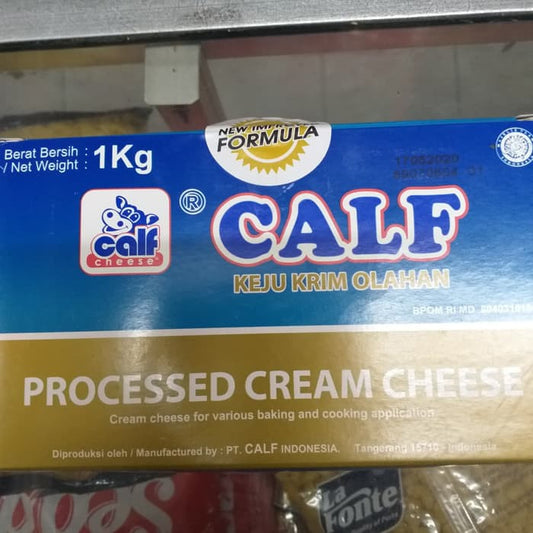 NEW IMPROVED
FORMULA
Berat Bersih : 1Kg
/ Net Weight :
17052020
calf
cheese
®
CALF
KEJU KRIM OLAHAN
BPOM RI MD
PROCESSED CREAM CHEESE
Cream cheese for various baking and cooking application
Diproduksi oleh / Manufactured by : PT. CALF INDONESIA. Tangerang 15710 - Indonesia
La
Fonte